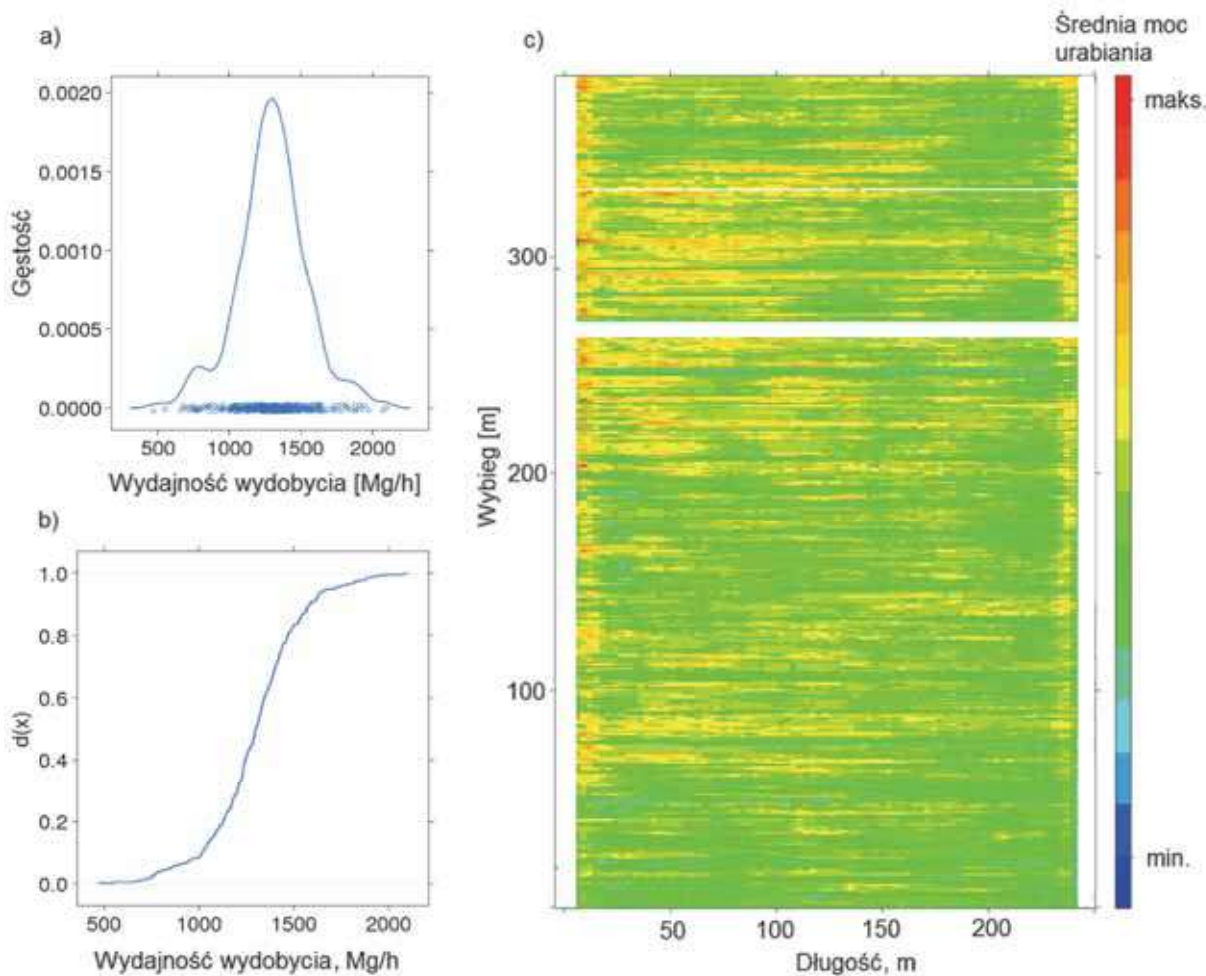 a)
0.0020
0.0015
0.0010
0.0005
0.0000
Gęstość
500 1000 1500 2000
Wydajność wydobycia [Mg/h]
b)
1.0
0.8
0.6
0.4
0.2
0.0
d(x)
500 1000 1500 2000
Wydajność wydobycia, Mg/h
c)
300
200
100
Wybieg [m]
50 100 150 200
Długość, m
Średnia moc
urabiania
maks.
min.